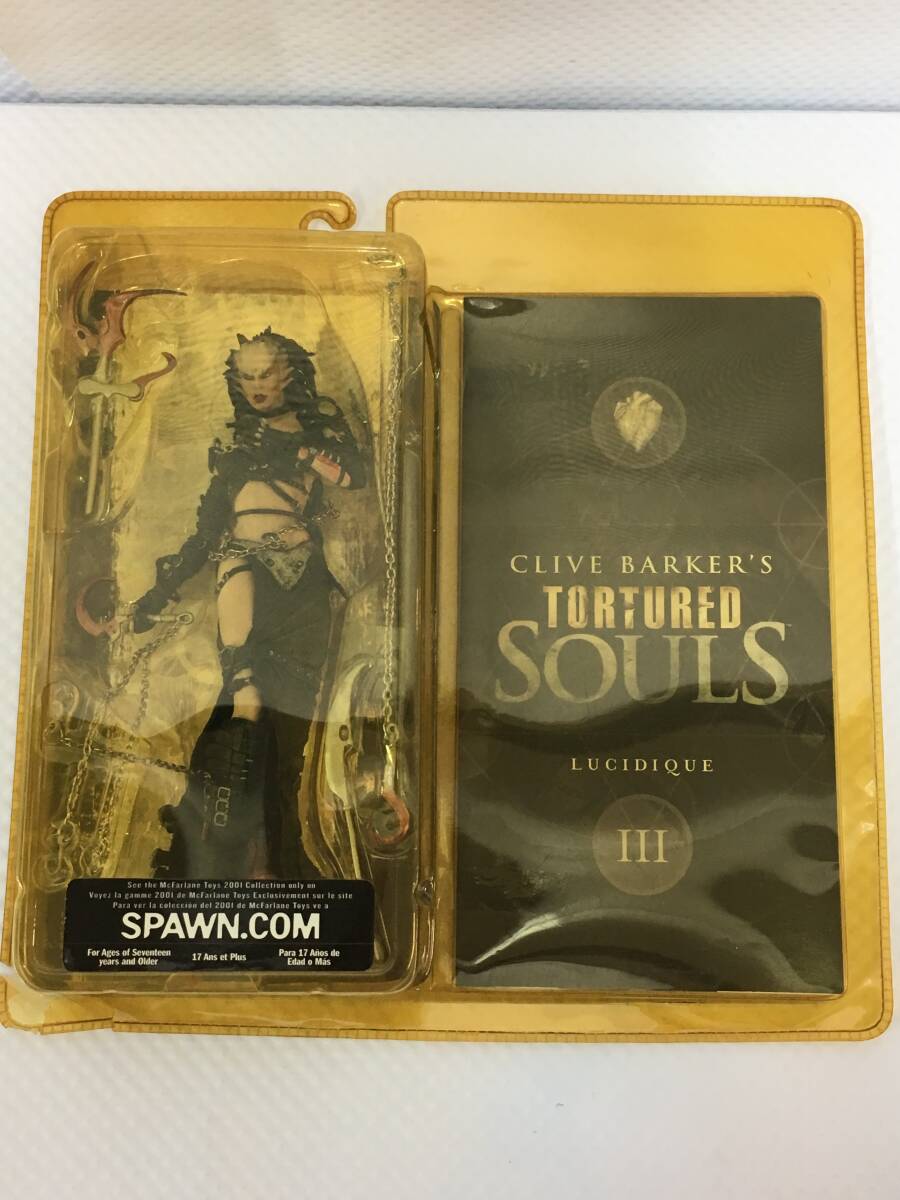 CLIVE BARKER'S
TORTURED
SOULS™
LUCIDIQUE
III
See the McFarlane Toys 2001 Collection only on
Voyez la gamme 2001 de McFarlane Toys Exclusivement sur le site
Para ver la colección del 2001 de McFarlane Toys ve a
SPAWN.COM
For Ages of Seventeen
years and Older
17 Ans et Plus
Para 17 Años de
Edad o Más